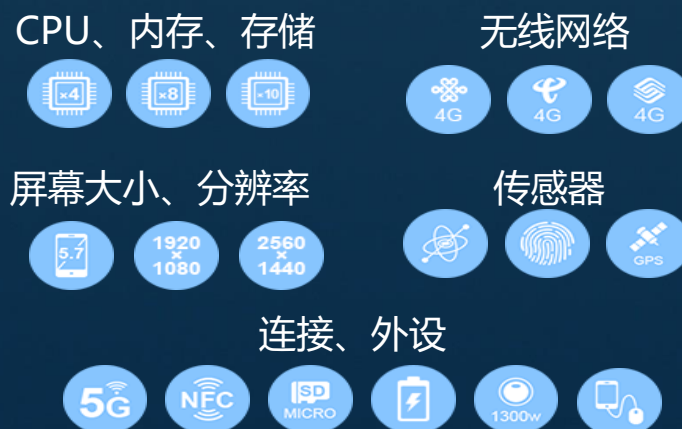 CPU、内存、存储
×4 ×8 ×10
无线网络
4G 4G 4G
屏幕大小、分辨率
5.7
1920
×
1080
2560
×
1440
传感器
GPS
连接、外设
5G NFC SD
MICRO
1300w